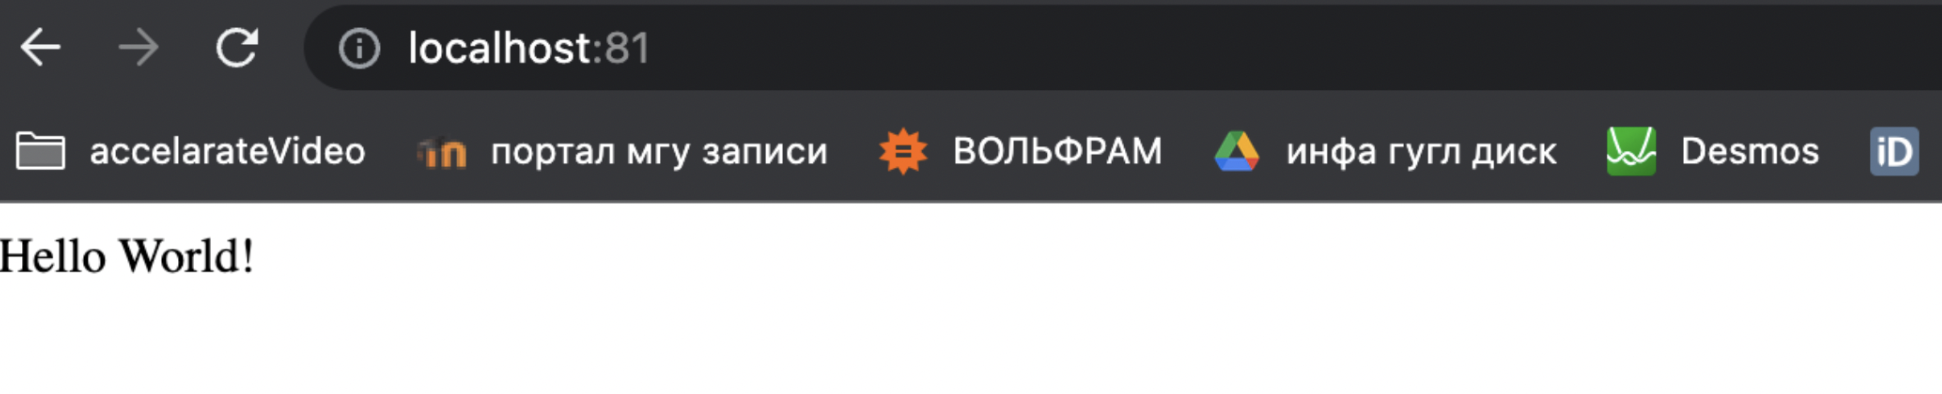 localhost:81
accelarateVideo портал мгу записи ВОЛЬФРАМ инфа гугл диск Desmos iD
Hello World!